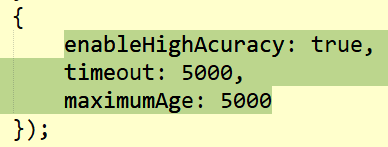 {
enableHighAcuracy: true,
timeout: 5000,
maximumAge: 5000
});